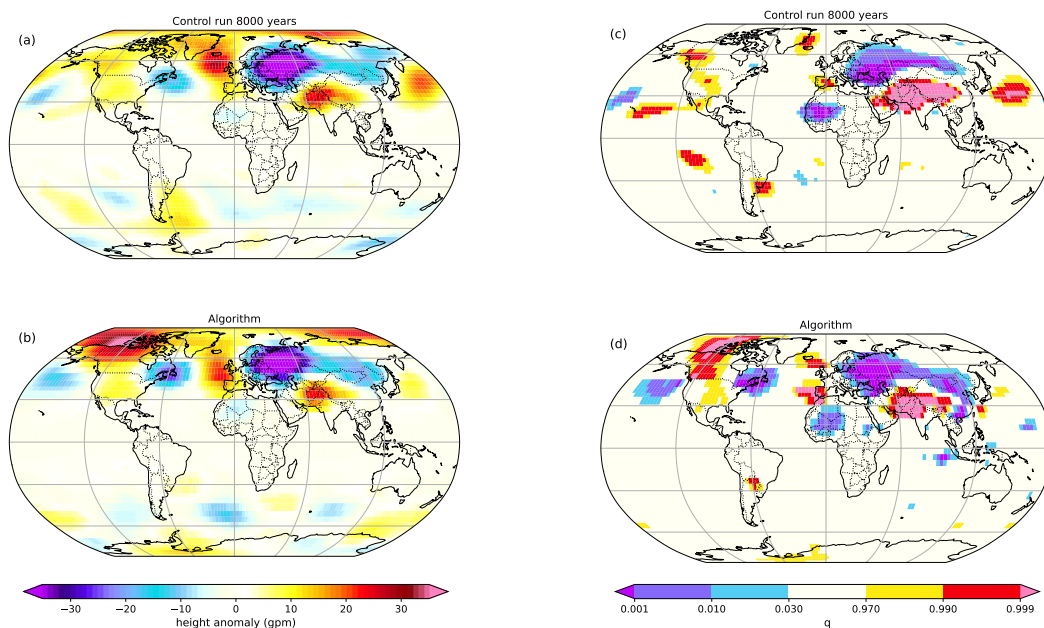 Control run 8000 years
(a)
Control run 8000 years
(c)
Algorithm
(b)
Algorithm
(d)
−30 −20 −10 0 10 20 30
height anomaly (gpm)
0.001 0.010 0.030 0.970 0.990 0.999
q